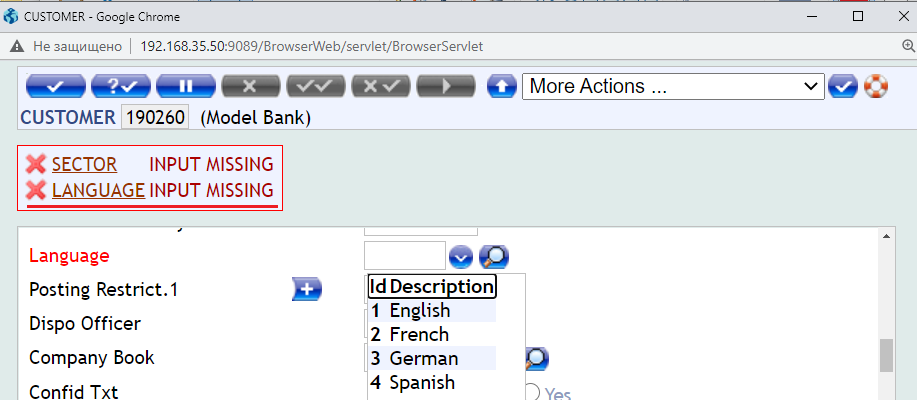 CUSTOMER - Google Chrome
Не защищено 192.168.35.50:9089/BrowserWeb/servlet/BrowserServlet
More Actions ...
CUSTOMER 190260 (Model Bank)
SECTOR INPUT MISSING
LANGUAGE INPUT MISSING
Language
Posting Restrict.1
Id Description
1 English
Dispo Officer
2 French
Company Book
3 German
4 Spanish
Confid Txt
Yes